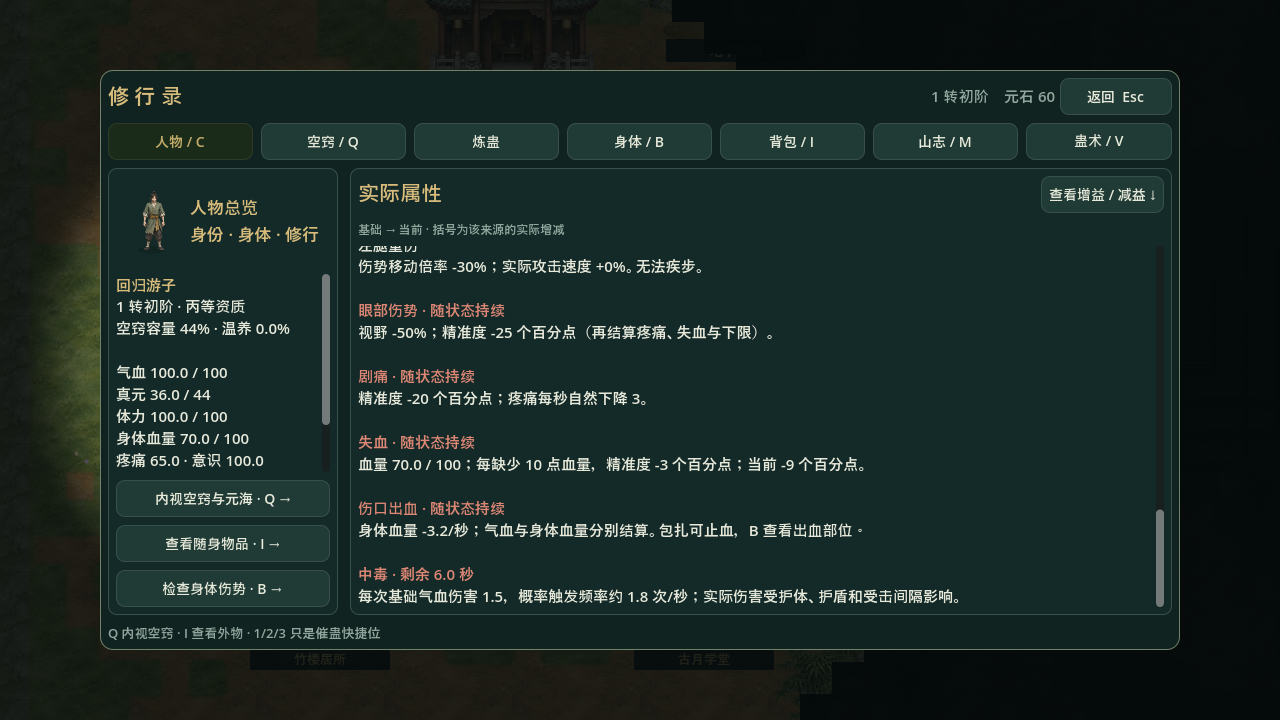 修行录
1 转初阶 元石 60
返回 Esc
人物 / C
空窍 / Q
炼蛊
身体 / B
背包 / I
山志 / M
蛊术 / V
人物总览
身份 · 身体 · 修行
回归游子
1 转初阶 · 丙等资质
空窍容量 44% · 温养 0.0%
气血 100.0 / 100
真元 36.0 / 44
体力 100.0 / 100
身体血量 70.0 / 100
疼痛 65.0 · 意识 100.0
内视空窍与元海 · Q →
查看随身物品 · I →
检查身体伤势 · B →
实际属性
查看增益 / 减益 ↓
基础 → 当前 · 括号为该来源的实际增减
左腿重伤
伤势移动倍率 -30%；实际攻击速度 +0%。无法疾步。
眼部伤势 · 随状态持续
视野 -50%；精准度 -25 个百分点（再结算疼痛、失血与下限）。
剧痛 · 随状态持续
精准度 -20 个百分点；疼痛每秒自然下降 3。
失血 · 随状态持续
血量 70.0 / 100；每缺少 10 点血量，精准度 -3 个百分点；当前 -9 个百分点。
伤口出血 · 随状态持续
身体血量 -3.2/秒；气血与身体血量分别结算。包扎可止血，B 查看出血部位。
中毒 · 剩余 6.0 秒
每次基础气血伤害 1.5，概率触发频率约 1.8 次/秒；实际伤害受护体、护盾和受击间隔影响。
Q 内视空窍 · I 查看外物 · 1/2/3 只是催蛊快捷位
竹楼居所
古月学堂